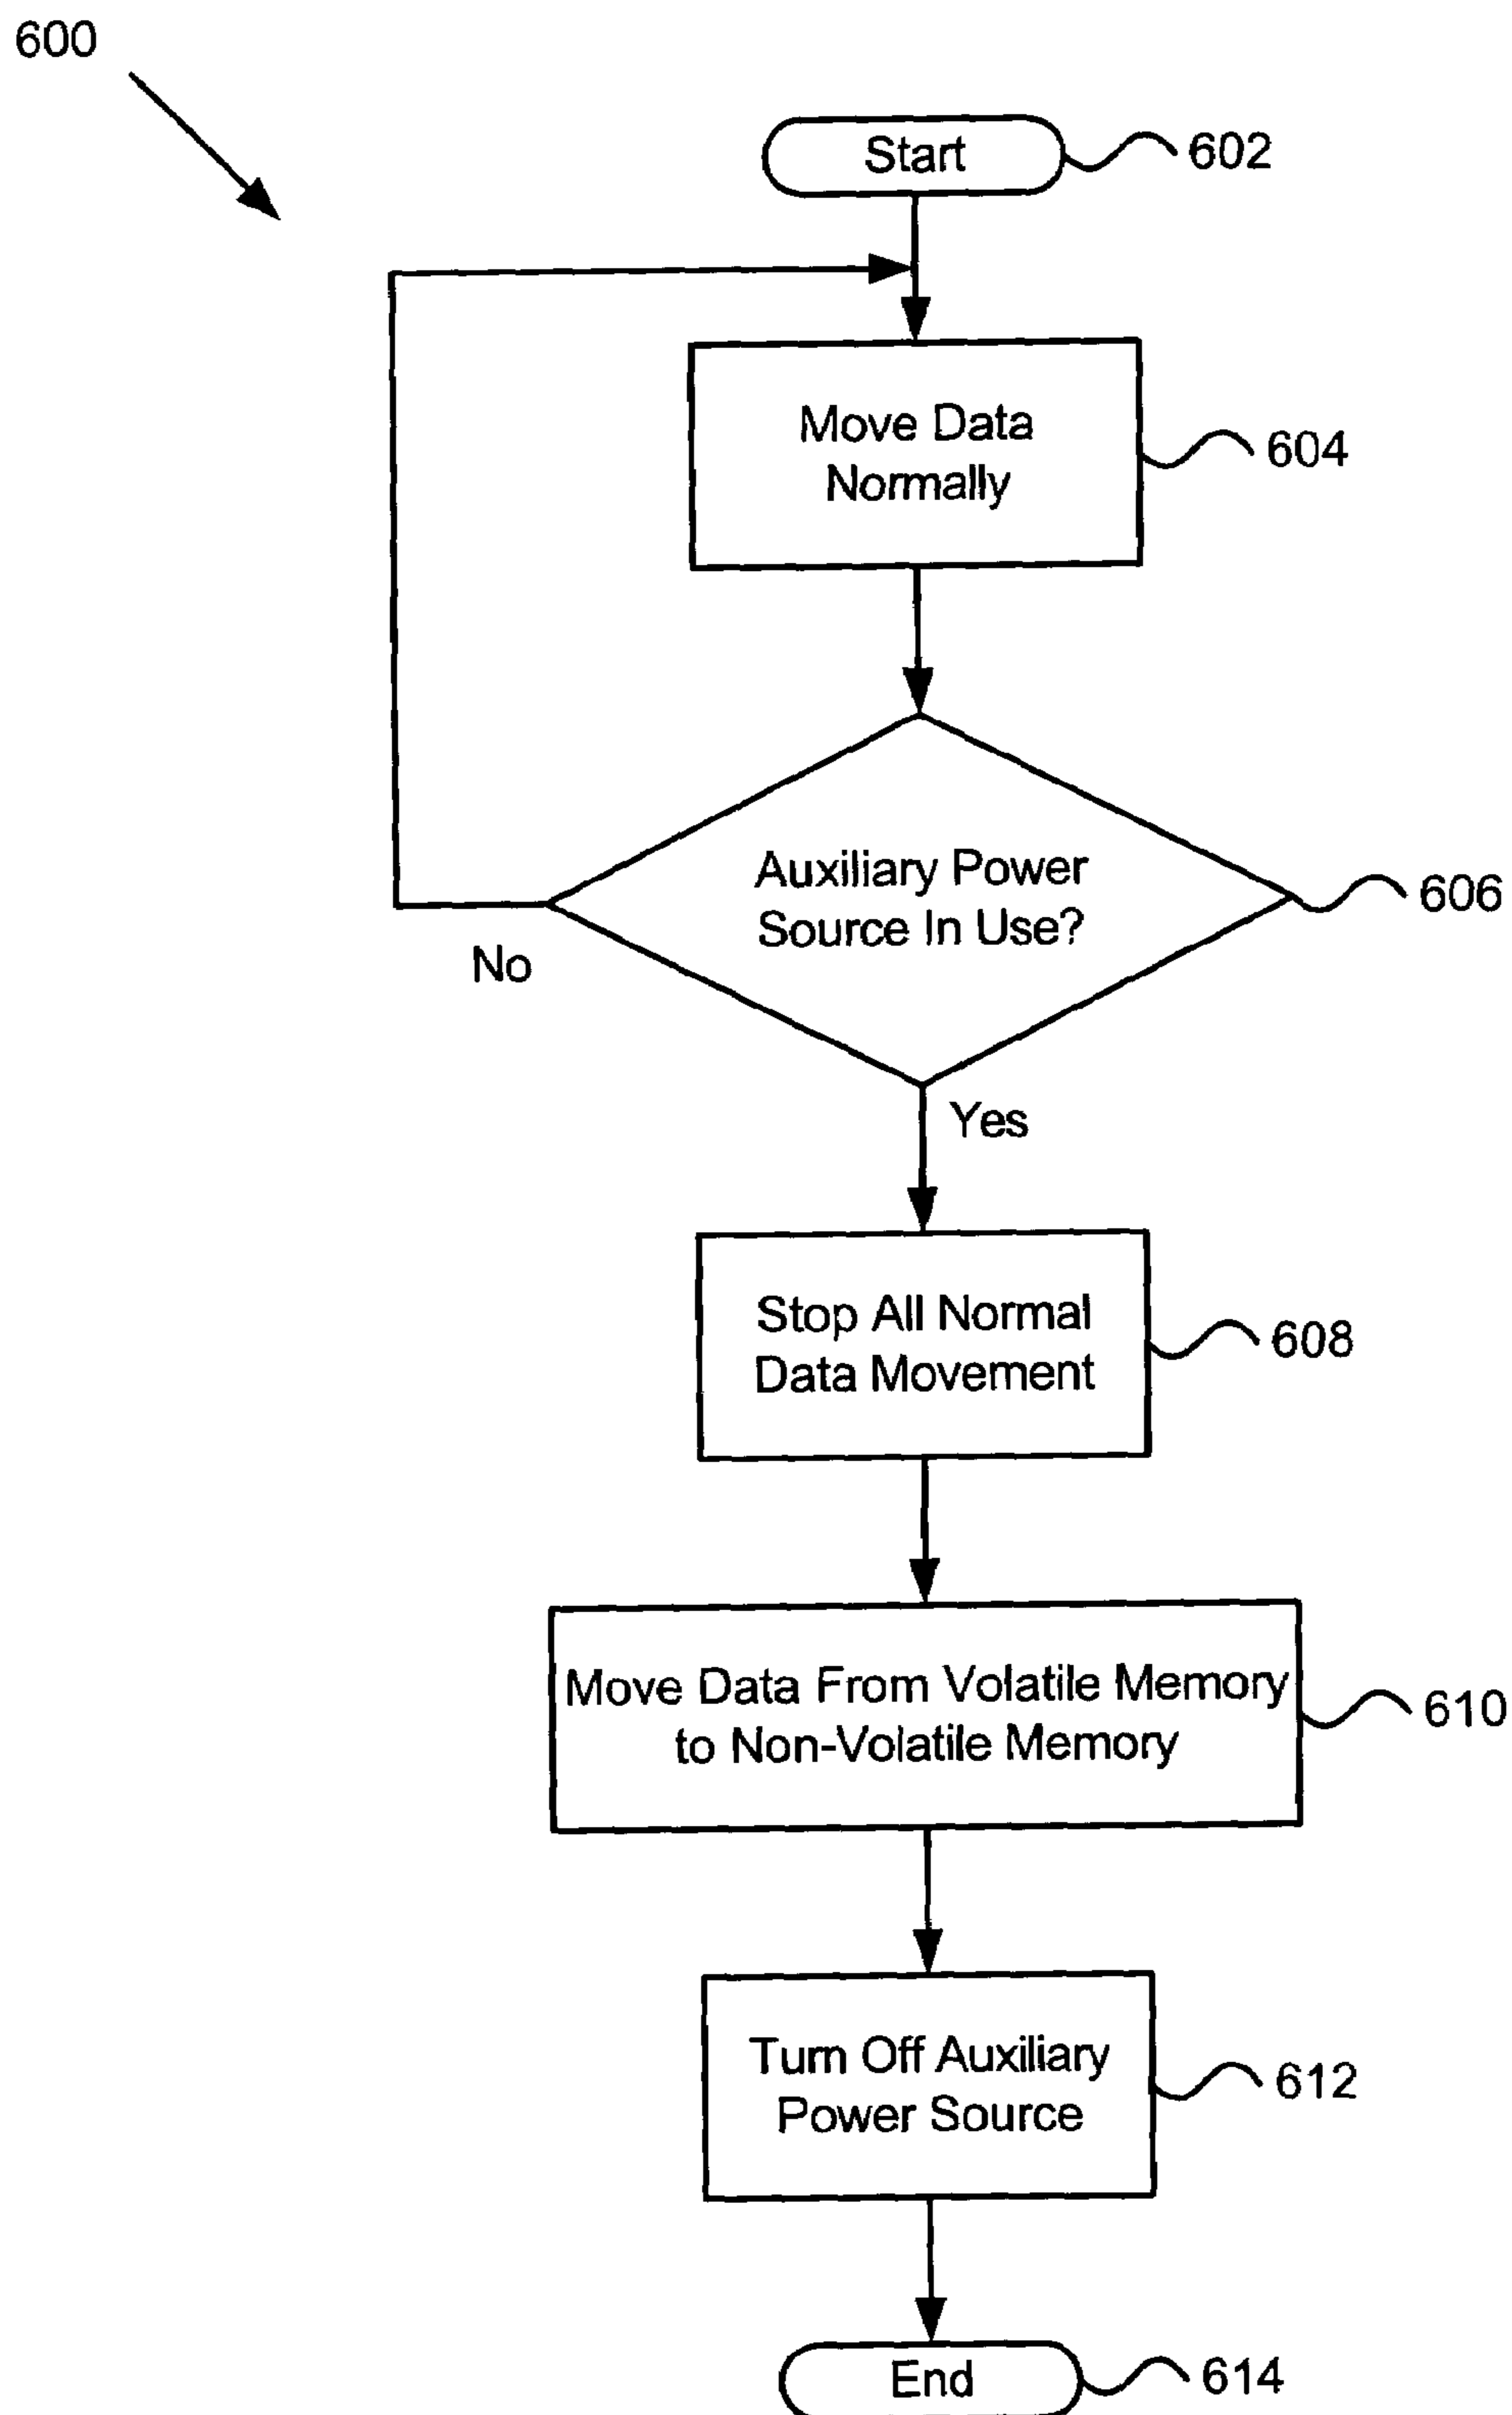 600
Start
602
Move Data
Normally
604
Auxiliary Power
Source In Use?
606
No
Yes
Stop All Normal
Data Movement
608
Move Data From Volatile Memory
to Non-Volatile Memory
610
Turn Off Auxiliary
Power Source
612
End
614